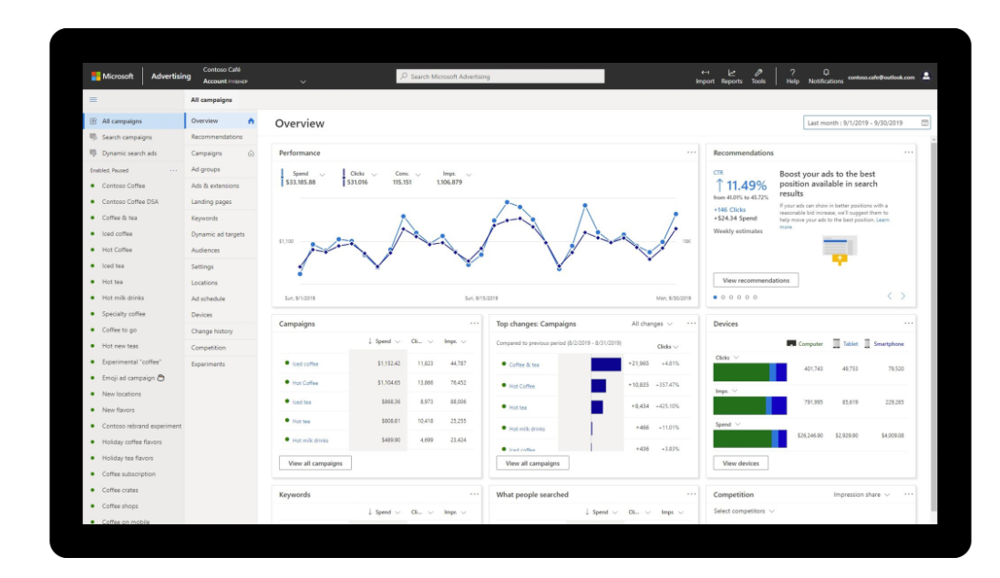 Microsoft Advertising Contoso Café
Account
Search Microsoft Advertising
Import Reports Tools Help Notifications contoso.cafe@outlook.com
All campaigns
All campaigns
Search campaigns
Dynamic search ads
Enabled, Paused ...
Contoso Coffee
Contoso Coffee DSA
Coffee & tea
Iced coffee
Hot Coffee
Iced tea
Hot tea
Hot milk drinks
Specialty coffee
Coffee to go
Hot new teas
Experimental "coffee"
Emoji ad campaign
New locations
New flavors
Contoso rebrand experiment
Holiday coffee flavors
Holiday tea flavors
Coffee subscription
Coffee crates
Coffee shops
Coffee on mobile
Overview
Recommendations
Campaigns
Ad groups
Ads & extensions
Landing pages
Keywords
Dynamic ad targets
Audiences
Settings
Locations
Ad schedule
Devices
Change history
Competition
Experiments
Overview
Last month : 9/1/2019 - 9/30/2019
Performance ...
Spend Clicks Conv. Impr.
$33,185.88 531,016 115,151 1,106,879
$1,100 18K
Sun, 9/1/2019 Sun, 9/15/2019 Mon, 9/30/2019
Recommendations ...
CTR
↑ 11.49%
from 41.01% to 45.72%
+146 Clicks
+$24.34 Spend
Weekly estimates
Boost your ads to the best
position available in search
results
If your ads can show in better positions with a
reasonable bid increase, we'll suggest them to
help move your ads to the best position. Learn
more
View recommendations
Campaigns ...
↓ Spend Cli... Impr.
Iced coffee $1,152.42 11,823 44,787
Hot Coffee $1,104.65 13,866 76,452
Iced tea $868.36 8,973 88,006
Hot tea $808.81 10,418 25,255
Hot milk drinks $489.90 4,699 23,424
View all campaigns
Top changes: Campaigns All changes ...
Compared to previous period (8/2/2019 - 8/31/2019) Clicks
Coffee & tea +21,993 +4.81%
Hot Coffee +10,835 +357.47%
Hot tea +8,434 +425.10%
Hot milk drinks +466 +11.01%
Iced coffee +436 +3.83%
View all campaigns
Devices ...
Computer Tablet Smartphone
Clicks
401,743 49,753 79,520
Impr.
791,995 85,619 229,265
Spend
$26,246.90 $2,929.90 $4,009.08
View devices
Keywords ...
↓ Spend Cli... Impr.
What people searched ...
↓ Spend Cli... Impr.
Competition Impression share ...
Select competitors